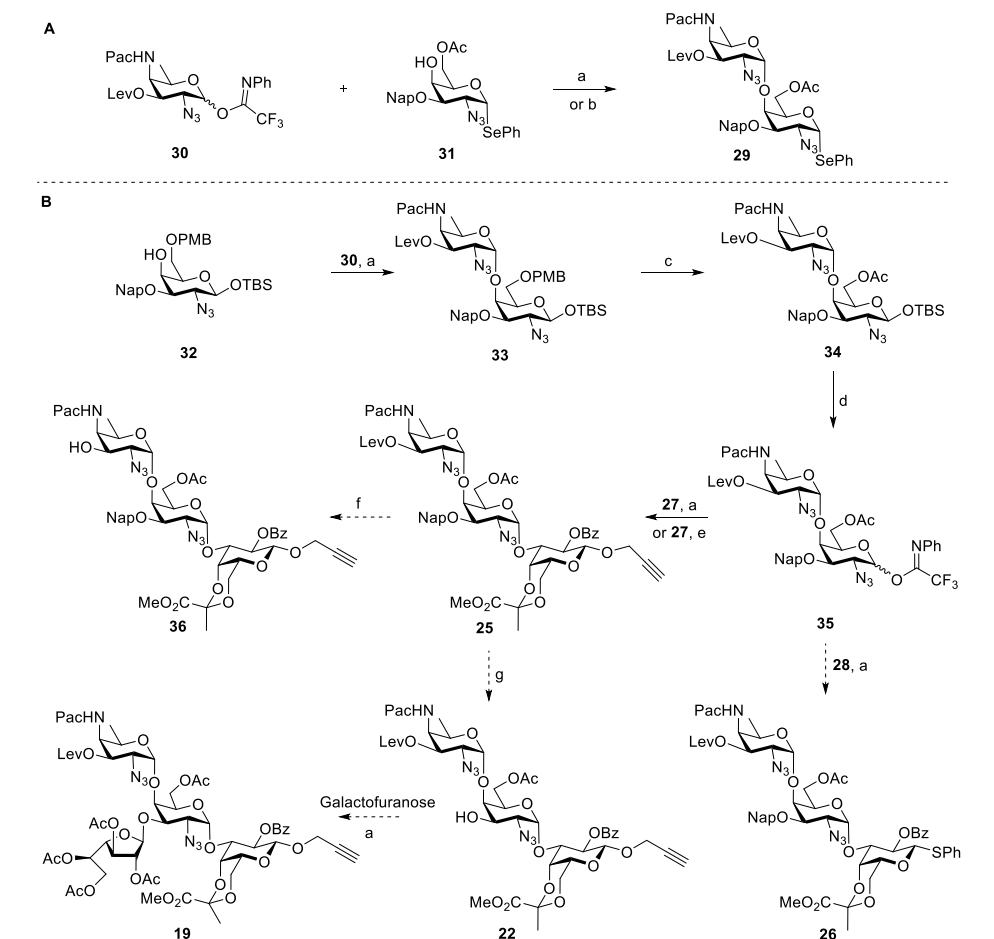 A
PacHN
LevO
O
N3
O
NPh
CF3
30
+
OAc
HO
O
NapO
N3
SePh
31
a
or b
PacHN
O
LevO
N3
O
OAc
O
NapO
N3
SePh
29
B
OPMB
HO
O
NapO
OTBS
N3
32
30, a
PacHN
O
LevO
N3
O
OPMB
O
NapO
OTBS
N3
33
c
PacHN
O
LevO
N3
O
OAc
O
NapO
OTBS
N3
34
d
PacHN
O
HO
N3
O
OAc
O
NapO
N3
O
OBz
O
O
O
O
MeO2C
36
f
PacHN
O
LevO
N3
O
OAc
O
NapO
N3
O
OBz
O
O
O
O
MeO2C
25
27, a
or 27, e
PacHN
O
LevO
N3
O
OAc
O
NapO
N3
O
NPh
CF3
35
g
28, a
PacHN
O
LevO
N3
O
OAc
O
O
N3
O
OBz
O
O
O
O
MeO2C
AcO
O
AcO
AcO
OAc
19
Galactofuranose
a
PacHN
O
LevO
N3
O
OAc
O
HO
N3
O
OBz
O
O
O
O
MeO2C
22
PacHN
O
LevO
N3
O
OAc
O
NapO
N3
O
OBz
O
SPh
O
O
MeO2C
26